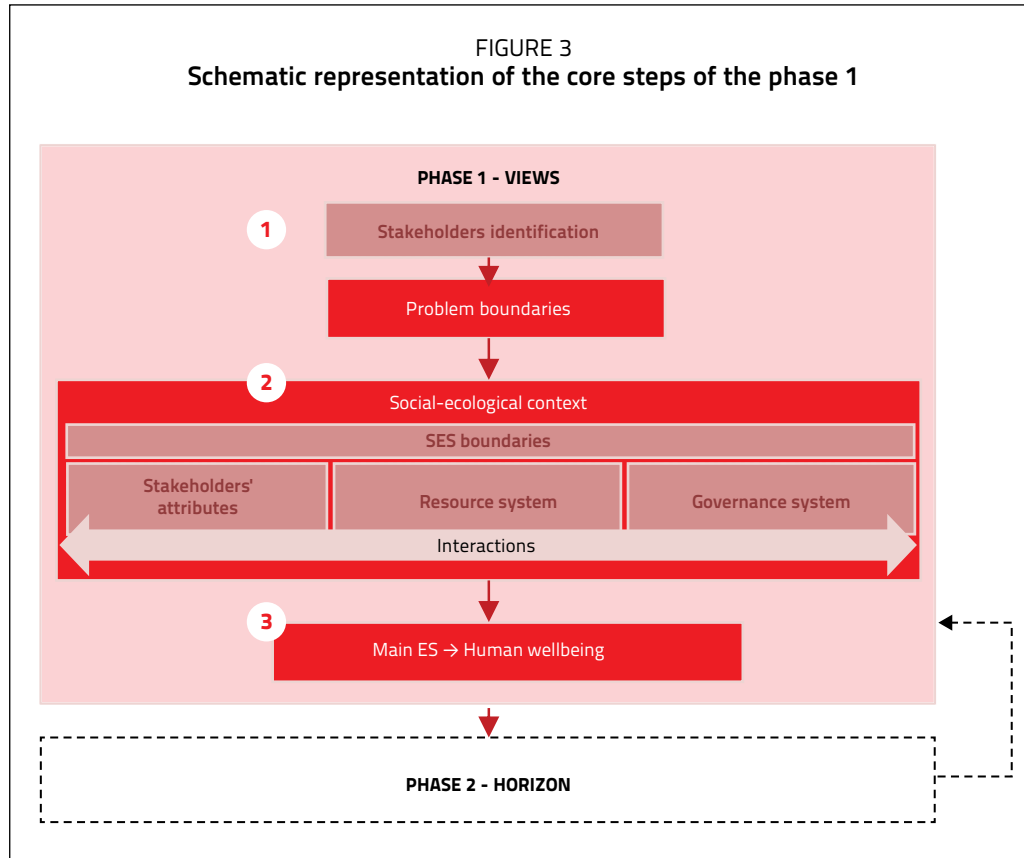 FIGURE 3
Schematic representation of the core steps of the phase 1
PHASE 1 - VIEWS
1
Stakeholders identification
Problem boundaries
2
Social-ecological context
SES boundaries
Stakeholders'
attributes
Resource system
Governance system
Interactions
3
Main ES → Human wellbeing
PHASE 2 - HORIZON